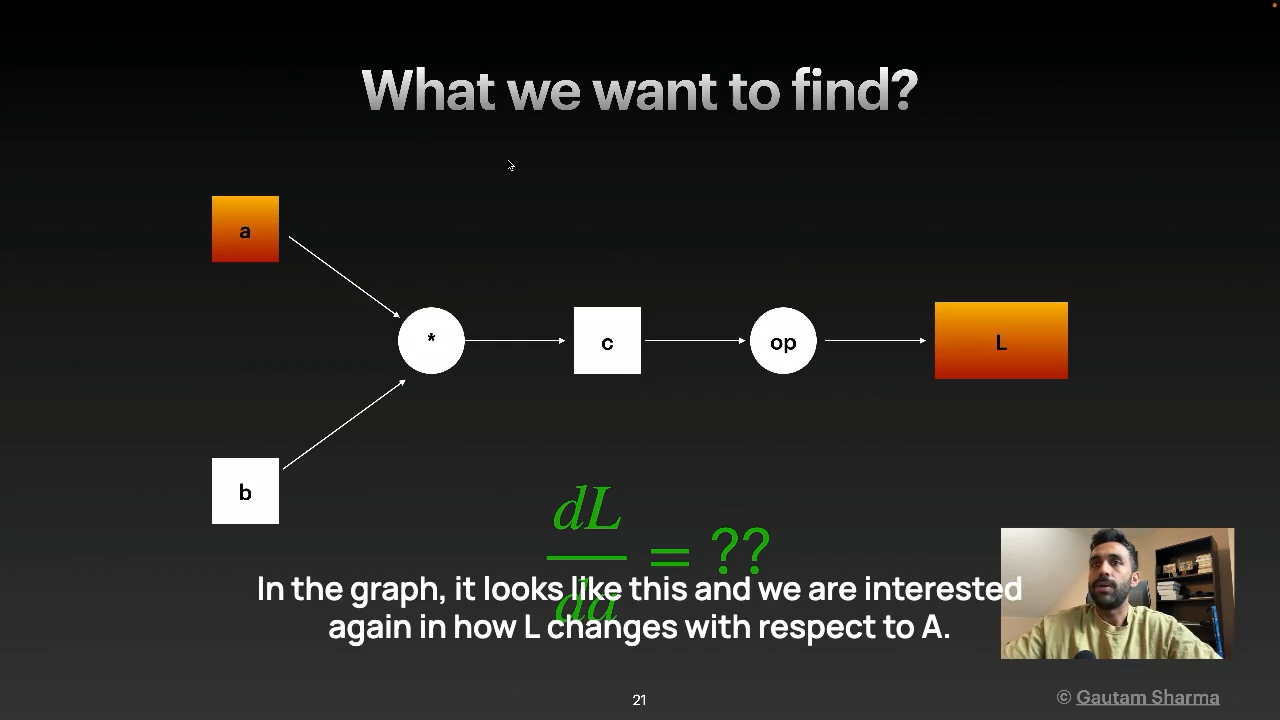 What we want to find?
a
*
c
op
L
b
dL
da
= ??
In the graph, it looks like this and we are interested
again in how L changes with respect to A.
21
© Gautam Sharma